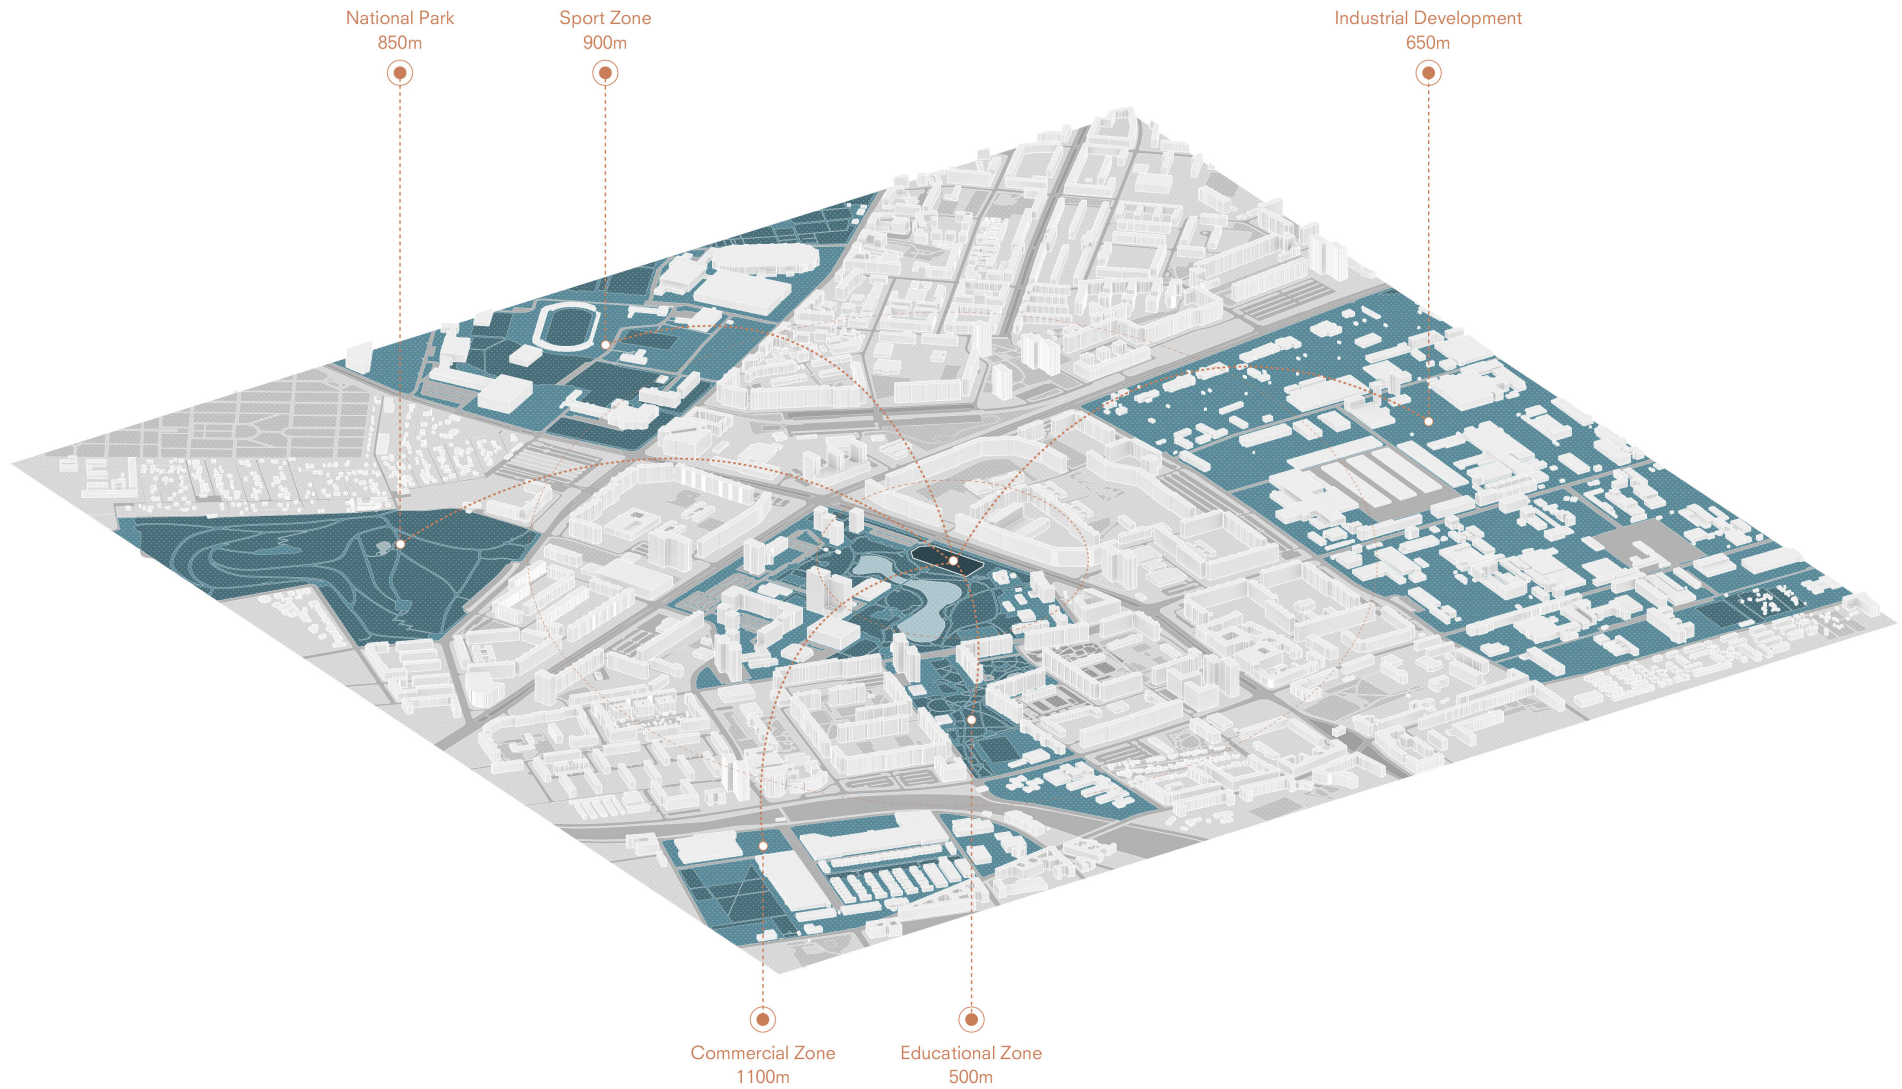 National Park
850m
Sport Zone
900m
Industrial Development
650m
Commercial Zone
1100m
Educational Zone
500m